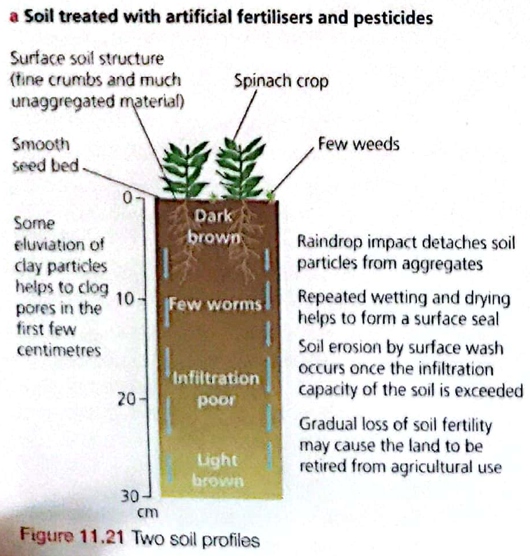 a Soil treated with artificial fertilisers and pesticides
Surface soil structure
(fine crumbs and much
unaggregated material)
Spinach crop
Smooth
seed bed
Few weeds
0
Dark
brown
Some
eluviation of
clay particles
helps to clog
pores in the
first few
centimetres
Raindrop impact detaches soil
particles from aggregates
10
Few worms
Repeated wetting and drying
helps to form a surface seal
Soil erosion by surface wash
occurs once the infiltration
capacity of the soil is exceeded
Infiltration
poor
20
Gradual loss of soil fertility
may cause the land to be
retired from agricultural use
Light
brown
30
cm
Figure 11.21 Two soil profiles